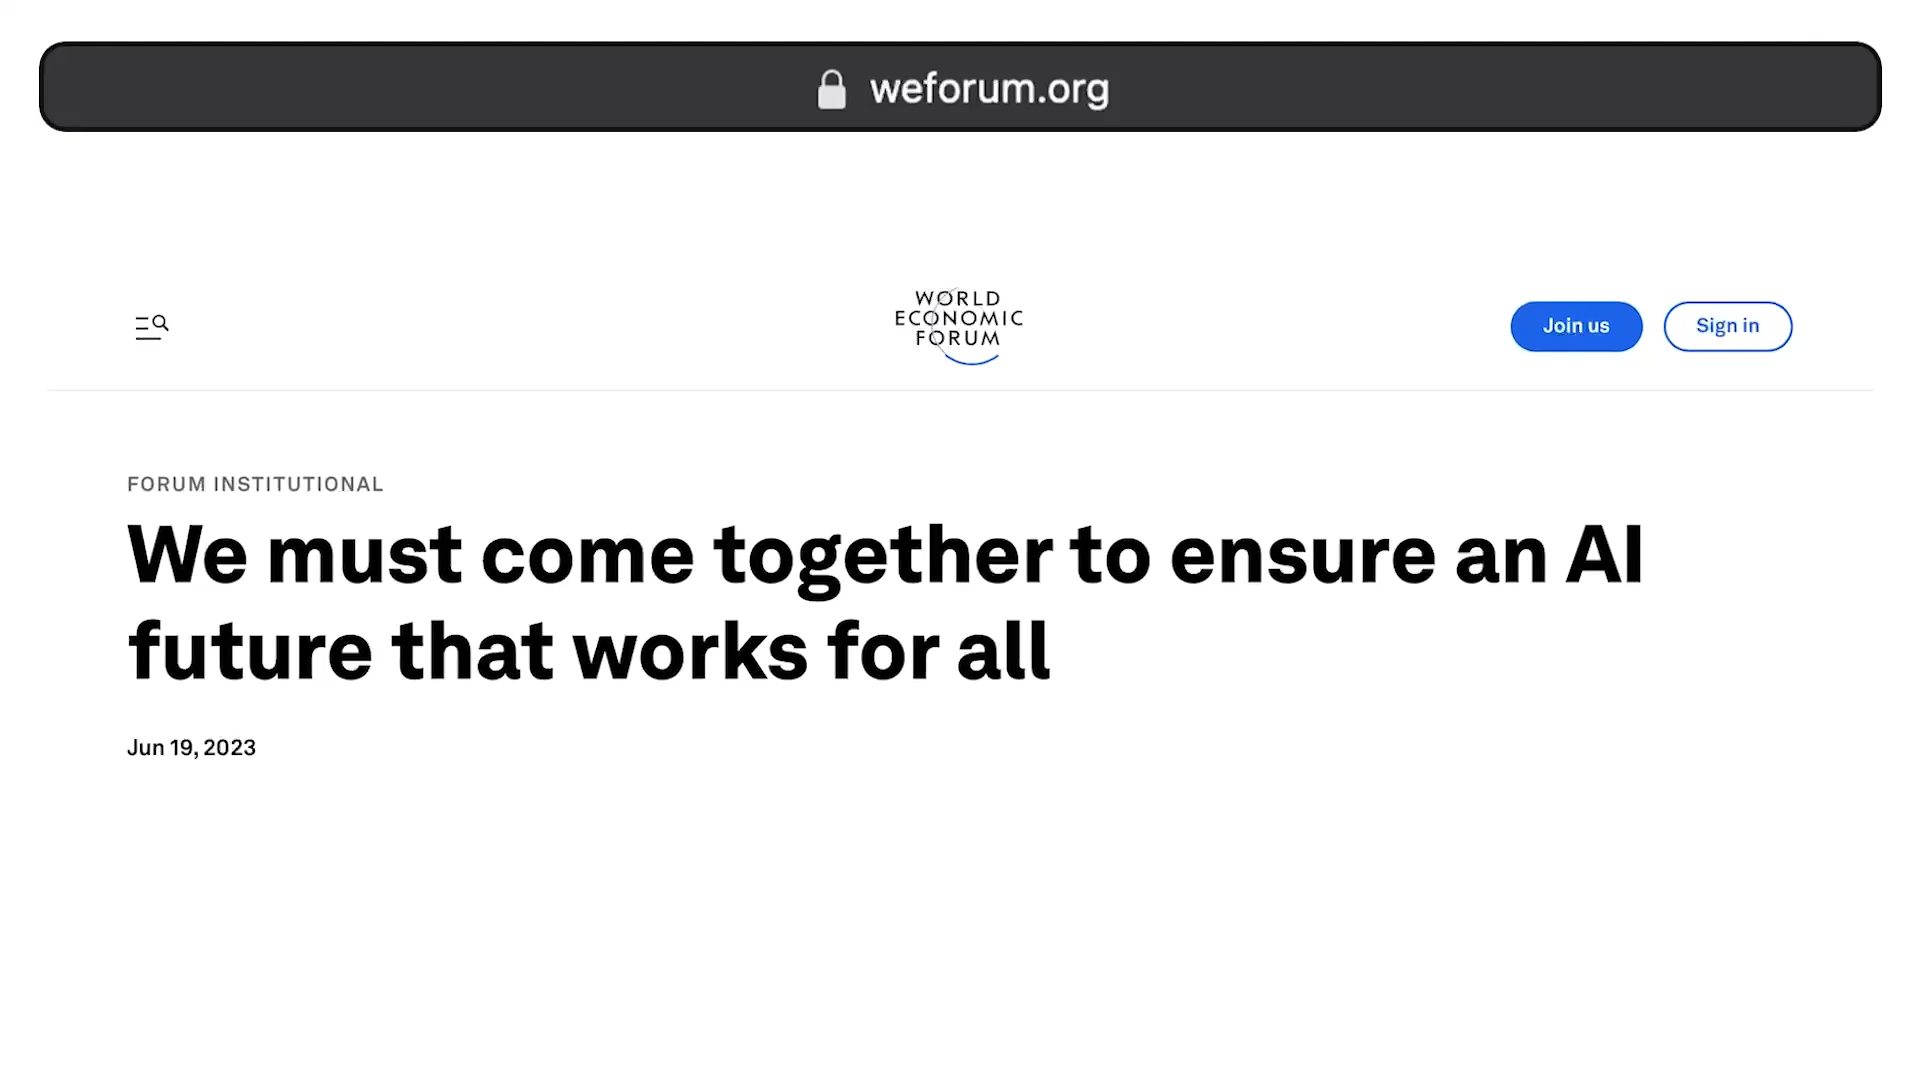 weforum.org
WORLD
ECONOMIC
FORUM
Join us
Sign in
FORUM INSTITUTIONAL
We must come together to ensure an AI
future that works for all
Jun 19, 2023